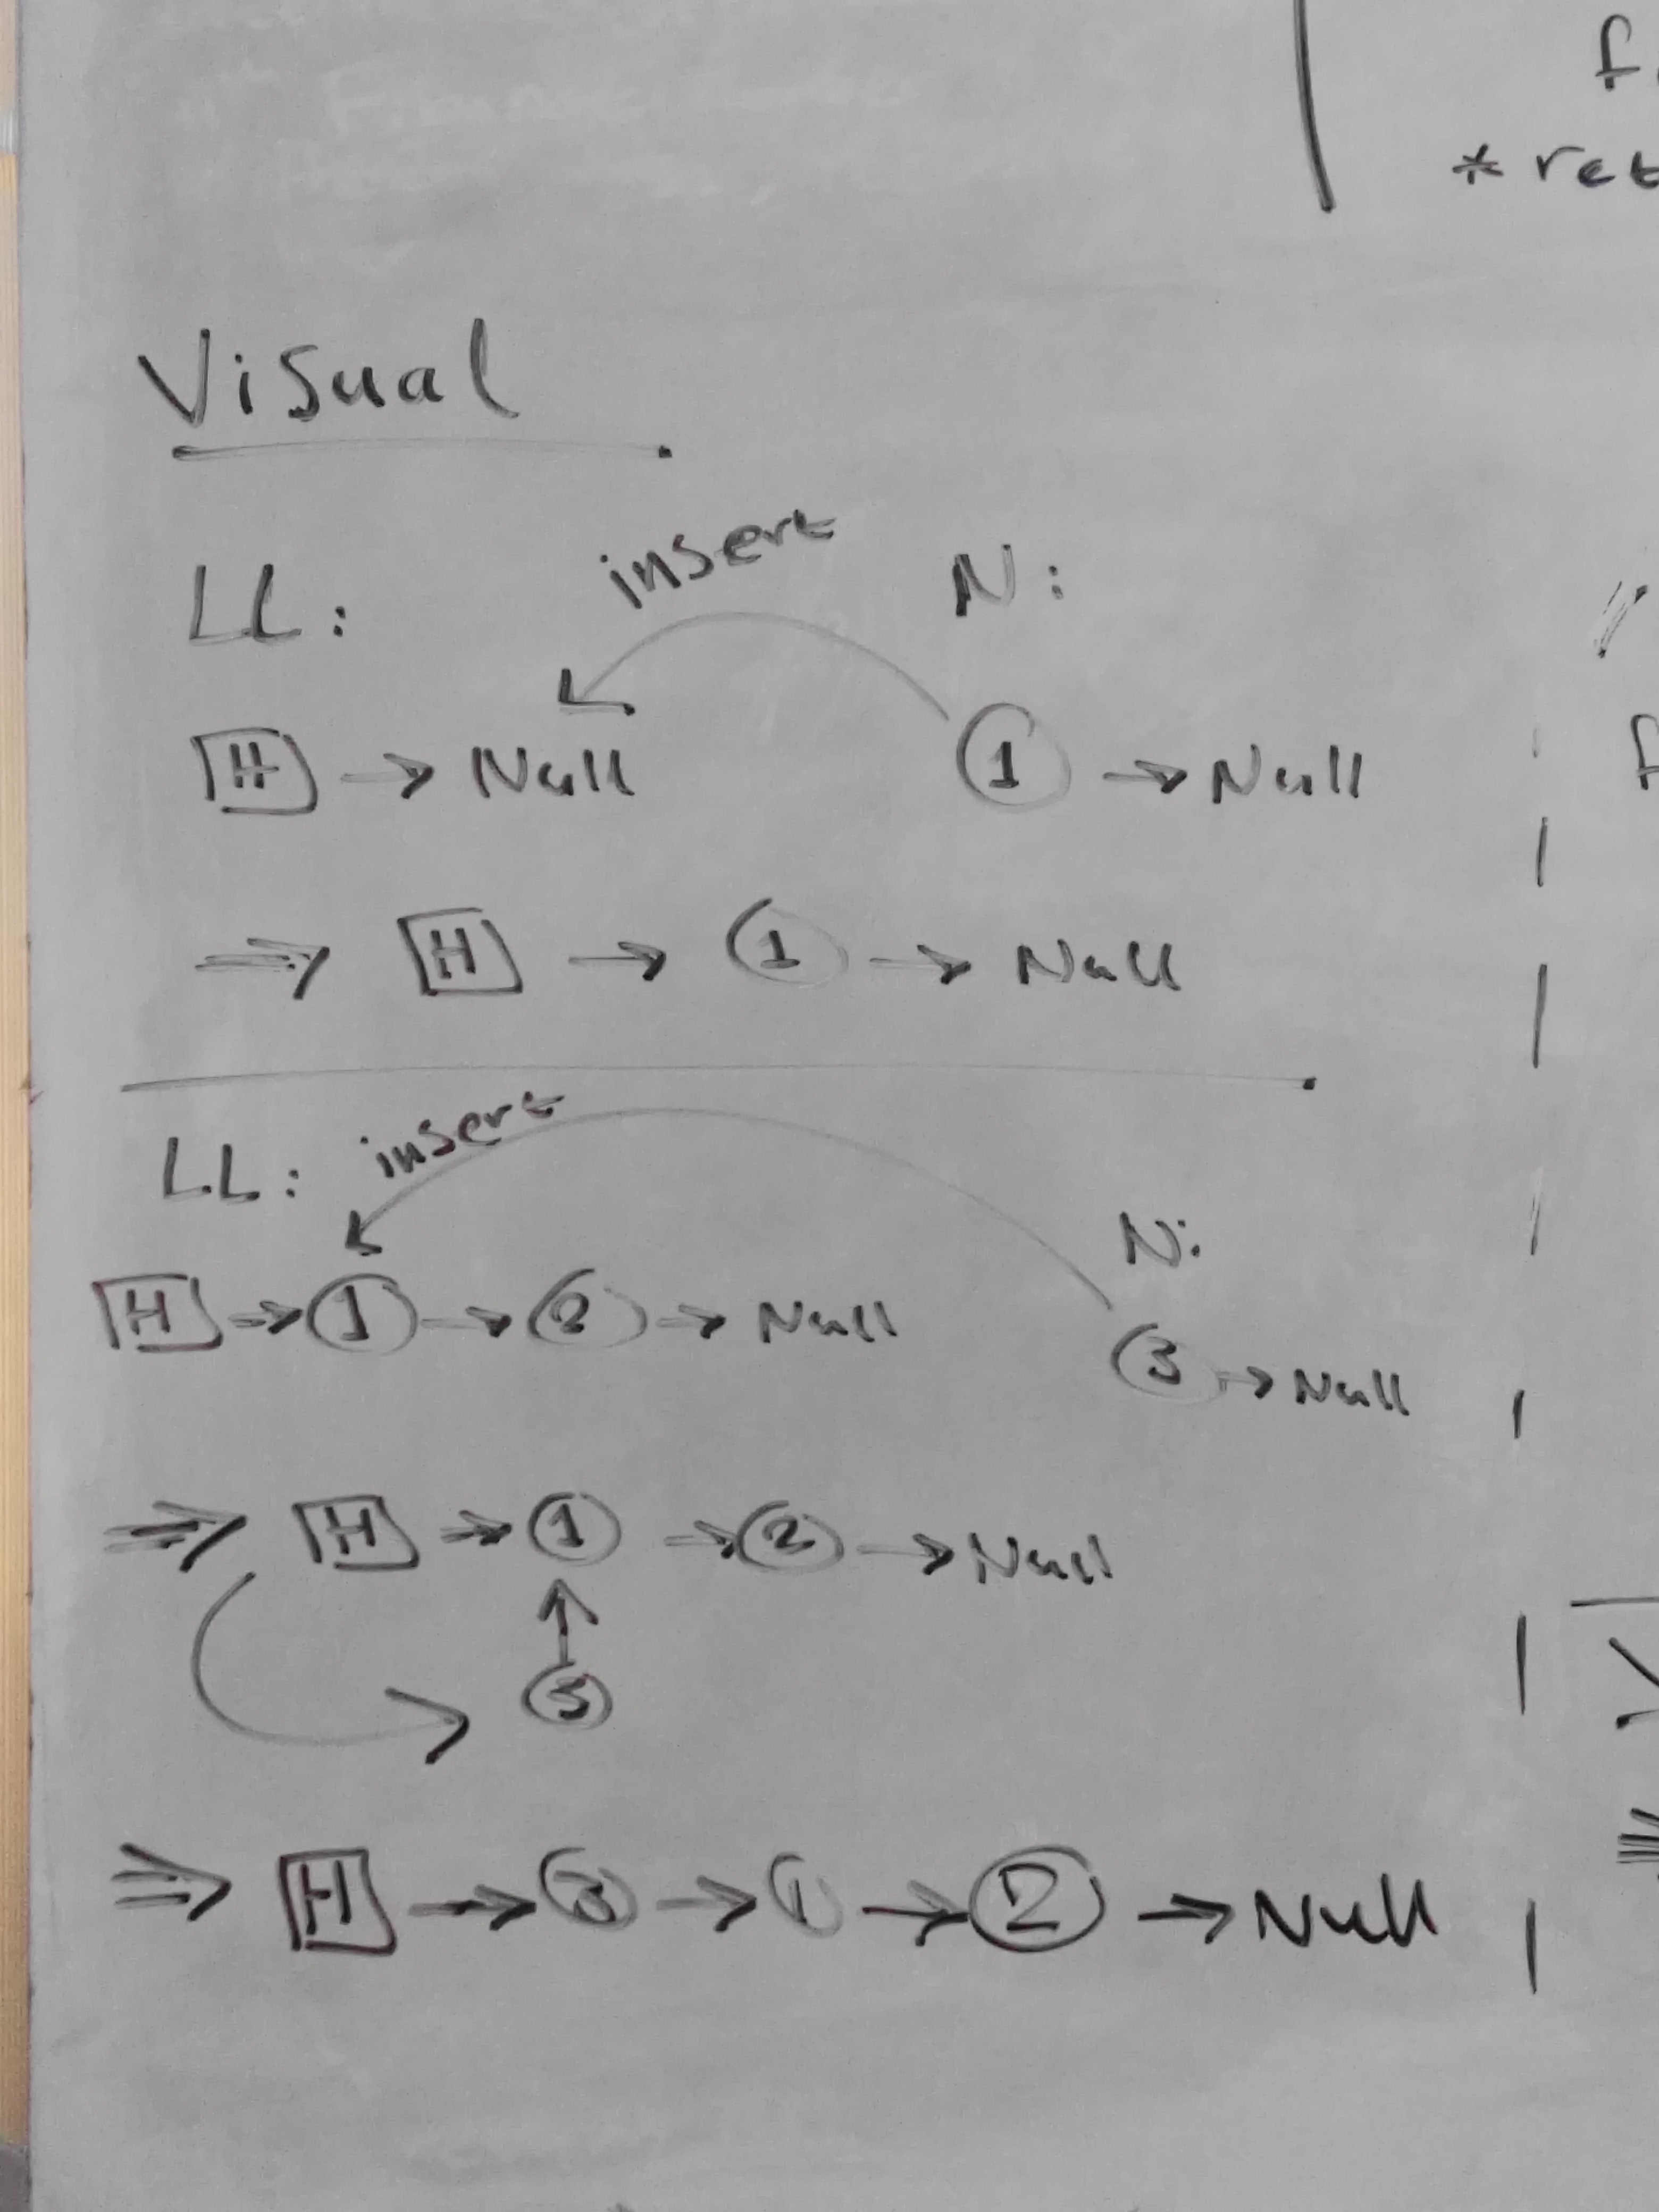 * ret
Visual
LL: insert N:
H → Null 1 → Null
⇒ H → 1 → Null
LL: insert
N:
H → 1 → 2 → Null
3 → Null
⇒ H → 1 → 2 → Null
↑
3
⇒ H → 3 → 1 → 2 → Null